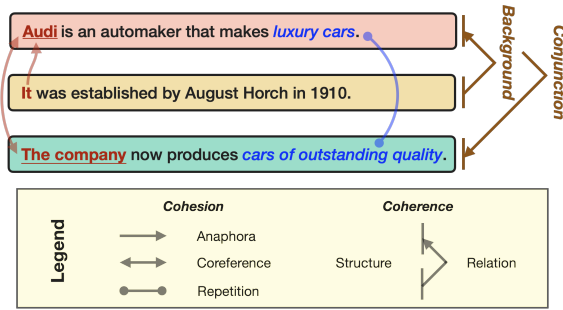 Audi is an automaker that makes luxury cars.
It was established by August Horch in 1910.
The company now produces cars of outstanding quality.
Background
Conjunction
Legend
Cohesion
Anaphora
Coreference
Repetition
Coherence
Structure
Relation